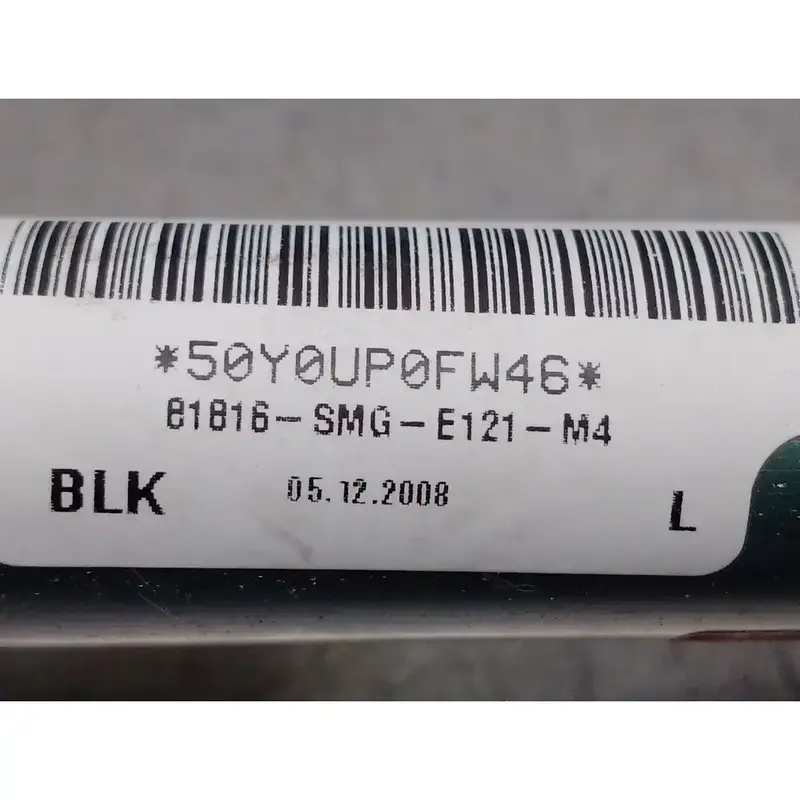 *50Y0UP0FW46*
81816-SMG-E121-M4
BLK 05.12.2008 L